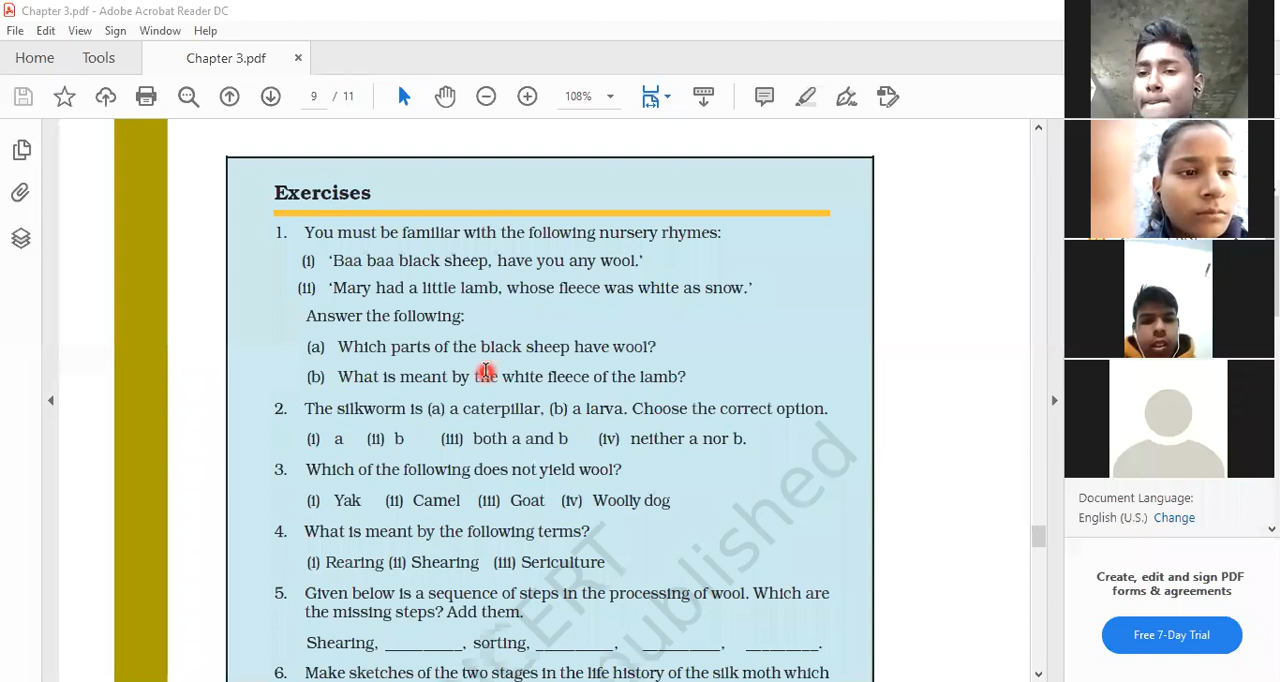 Chapter 3.pdf - Adobe Acrobat Reader DC
File Edit View Sign Window Help
Home Tools Chapter 3.pdf ×
9 / 11 108%
Exercises
1. You must be familiar with the following nursery rhymes:
(i) ‘Baa baa black sheep, have you any wool.’
(ii) ‘Mary had a little lamb, whose fleece was white as snow.’
Answer the following:
(a) Which parts of the black sheep have wool?
(b) What is meant by the white fleece of the lamb?
2. The silkworm is (a) a caterpillar, (b) a larva. Choose the correct option.
(i) a (ii) b (iii) both a and b (iv) neither a nor b.
3. Which of the following does not yield wool?
(i) Yak (ii) Camel (iii) Goat (iv) Woolly dog
4. What is meant by the following terms?
(i) Rearing (ii) Shearing (iii) Sericulture
5. Given below is a sequence of steps in the processing of wool. Which are
the missing steps? Add them.
Shearing, __________, sorting, __________, __________, _________.
6. Make sketches of the two stages in the life history of the silk moth which
published
Document Language:
English (U.S.) Change
Create, edit and sign PDF
forms & agreements
Free 7-Day Trial